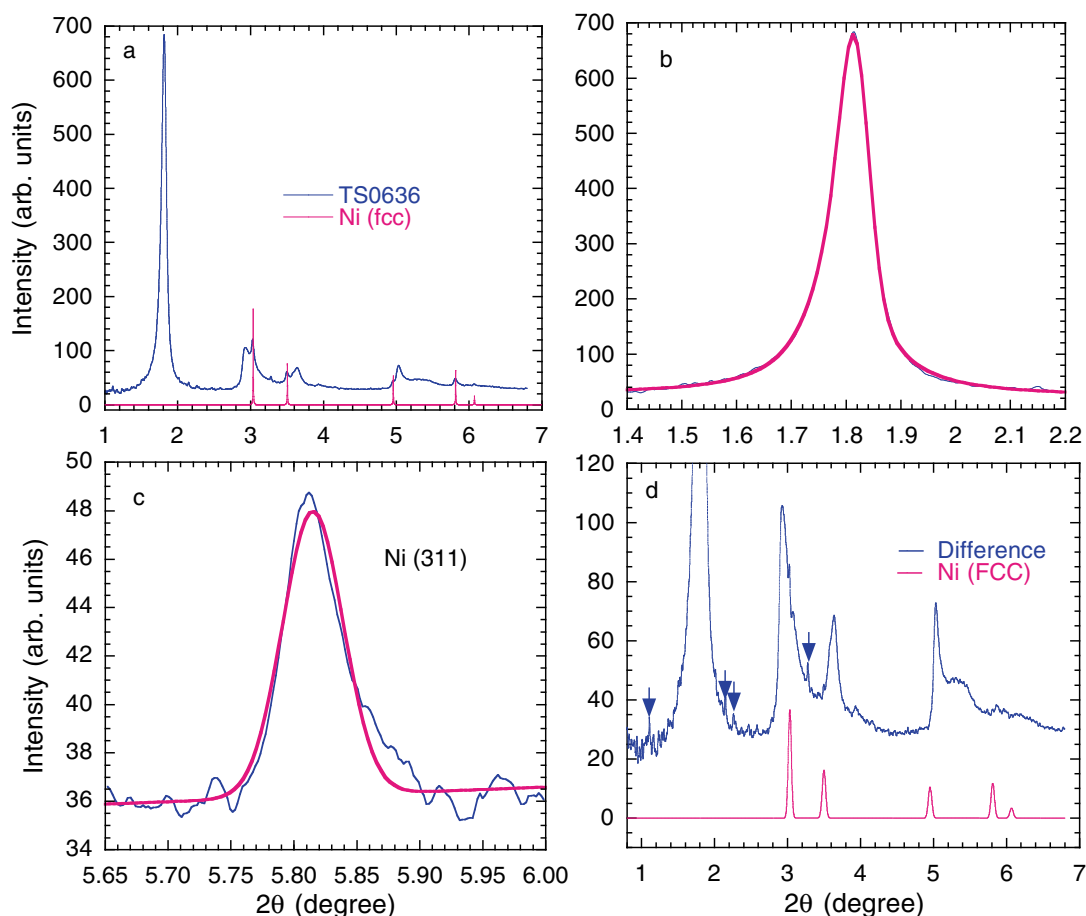 a
700
600
500
400
300
200
100
0
Intensity (arb. units)
TS0636
Ni (fcc)
1 2 3 4 5 6 7
b
700
600
500
400
300
200
100
0
1.4 1.5 1.6 1.7 1.8 1.9 2 2.1 2.2
c
50
48
46
44
42
40
38
36
34
Intensity (arb. units)
Ni (311)
5.65 5.70 5.75 5.80 5.85 5.90 5.95 6.00
2θ (degree)
d
120
100
80
60
40
20
0
Difference
Ni (FCC)
1 2 3 4 5 6 7
2θ (degree)